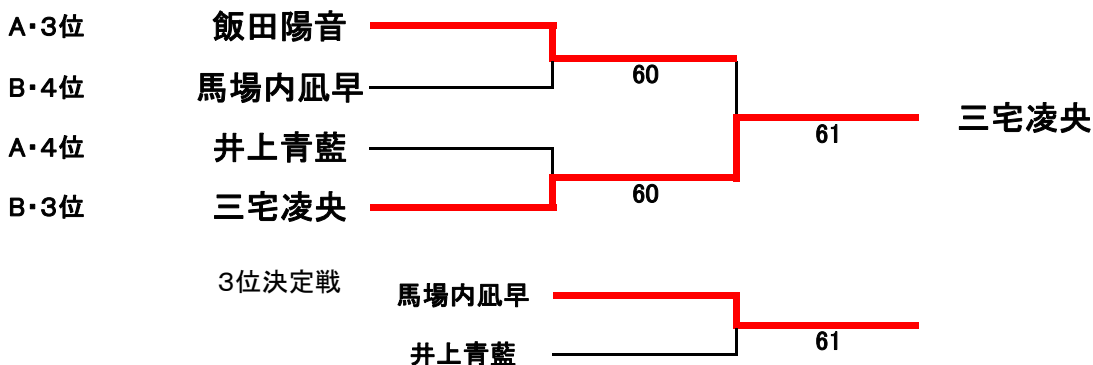 A・3位 飯田陽音
60
B・4位 馬場内凪早
三宅凌央
61
A・4位 井上青藍
60
B・3位 三宅凌央
3位決定戦
馬場内凪早
61
井上青藍